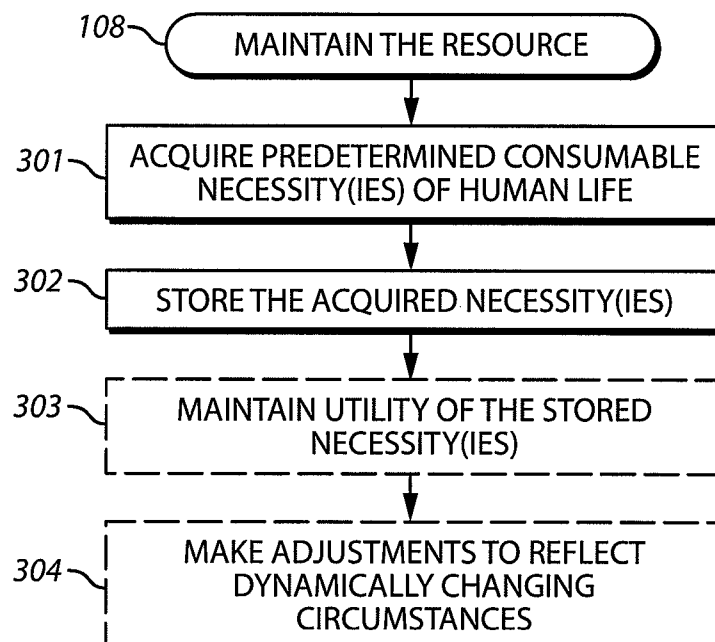 108
MAINTAIN THE RESOURCE
301
ACQUIRE PREDETERMINED CONSUMABLE
NECESSITY(IES) OF HUMAN LIFE
302
STORE THE ACQUIRED NECESSITY(IES)
303
MAINTAIN UTILITY OF THE STORED
NECESSITY(IES)
304
MAKE ADJUSTMENTS TO REFLECT
DYNAMICALLY CHANGING
CIRCUMSTANCES